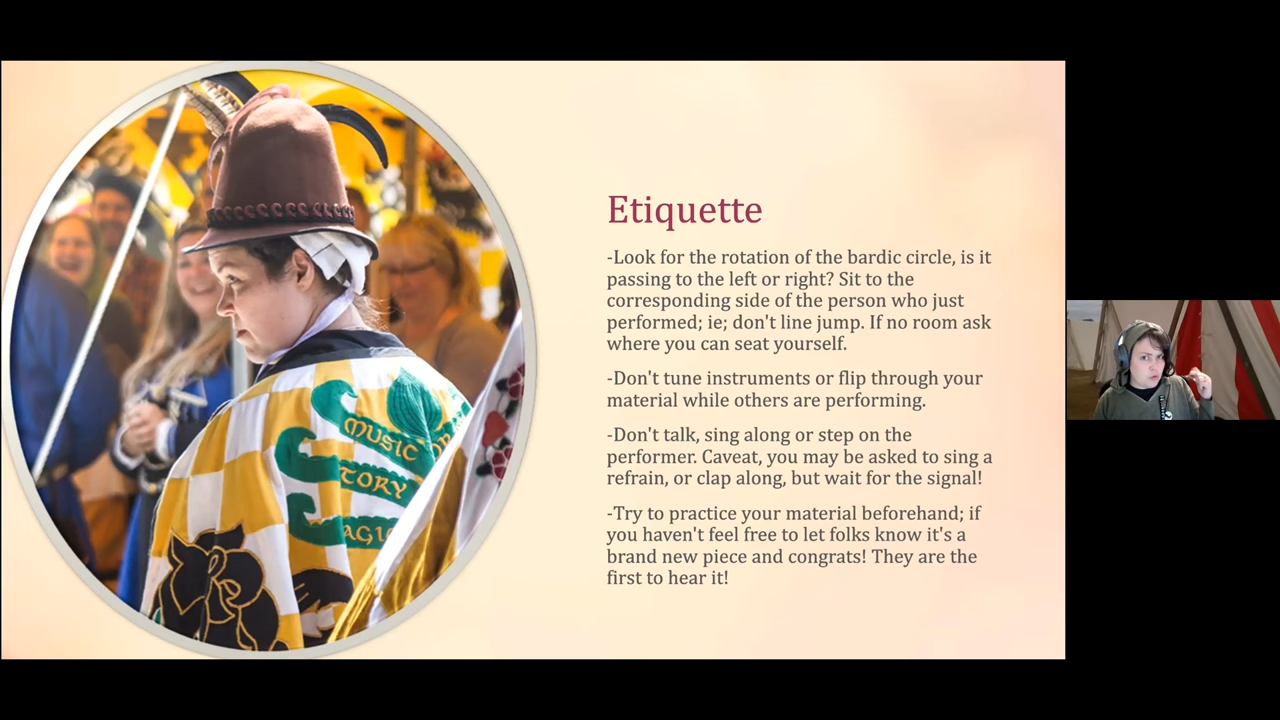 Etiquette
-Look for the rotation of the bardic circle, is it
passing to the left or right? Sit to the
corresponding side of the person who just
performed; ie; don't line jump. If no room ask
where you can seat yourself.
-Don't tune instruments or flip through your
material while others are performing.
-Don't talk, sing along or step on the
performer. Caveat, you may be asked to sing a
refrain, or clap along, but wait for the signal!
-Try to practice your material beforehand; if
you haven't feel free to let folks know it's a
brand new piece and congrats! They are the
first to hear it!
MUSIC
TORY
AGIC